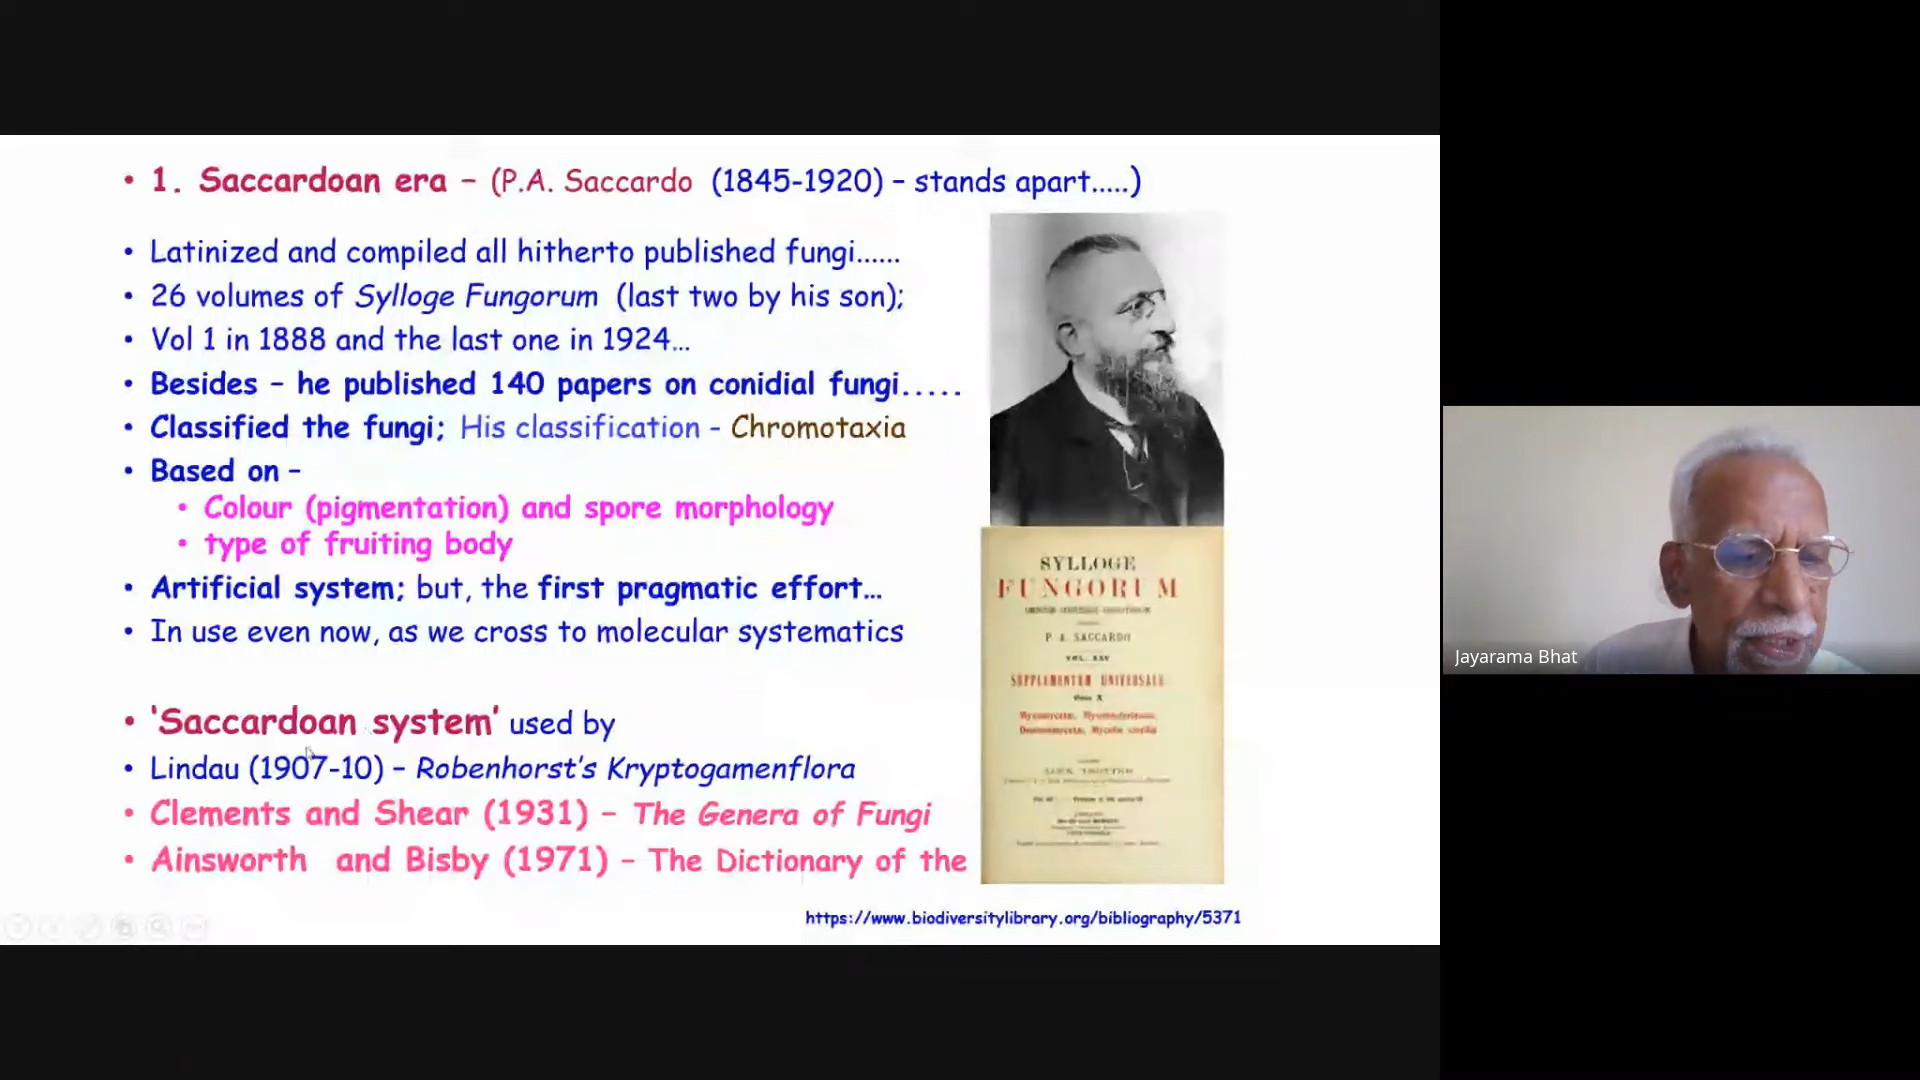 • 1. Saccardoan era – (P.A. Saccardo (1845-1920) – stands apart.....)
• Latinized and compiled all hitherto published fungi......
• 26 volumes of Sylloge Fungorum (last two by his son);
• Vol 1 in 1888 and the last one in 1924...
• Besides – he published 140 papers on conidial fungi.....
• Classified the fungi; His classification - Chromotaxia
• Based on –
• Colour (pigmentation) and spore morphology
• type of fruiting body
• Artificial system; but, the first pragmatic effort...
• In use even now, as we cross to molecular systematics
• 'Saccardoan system' used by
• Lindau (1907-10) – Robenhorst's Kryptogamenflora
• Clements and Shear (1931) – The Genera of Fungi
• Ainsworth and Bisby (1971) – The Dictionary of the
SYLLOGE
FUNGORUM
P. A. SACCARDO
VOL. XXV
SUPPLEMENTUM UNIVERSALE
https://www.biodiversitylibrary.org/bibliography/5371
Jayarama Bhat